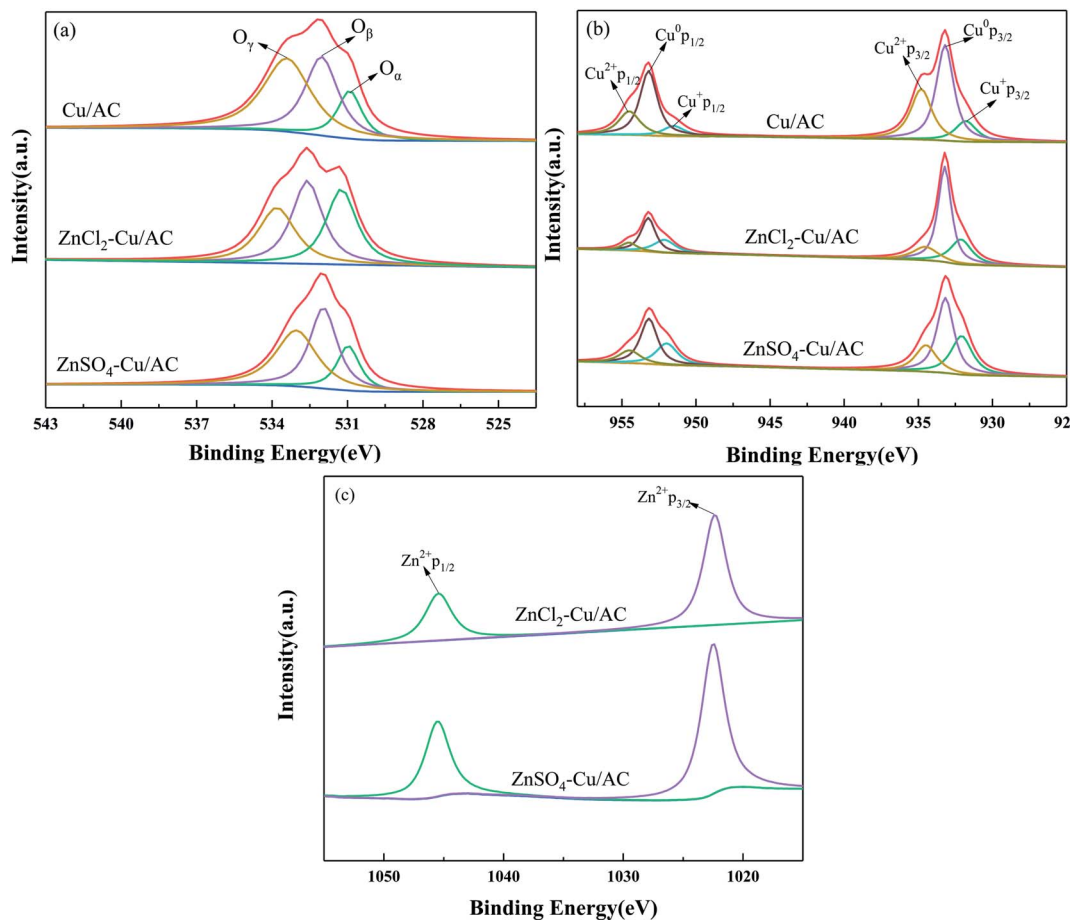 (a)
Oγ
Oβ
Oα
Cu/AC
ZnCl₂-Cu/AC
ZnSO₄-Cu/AC
Intensity(a.u.)
543 540 537 534 531 528 525
Binding Energy(eV)
(b)
Cu²⁺p₁/₂
Cu⁰p₁/₂
Cu⁺p₁/₂
Cu²⁺p₃/₂
Cu⁰p₃/₂
Cu⁺p₃/₂
Cu/AC
ZnCl₂-Cu/AC
ZnSO₄-Cu/AC
Intensity(a.u.)
955 950 945 940 935 930 92
Binding Energy(eV)
(c)
Zn²⁺p₁/₂
Zn²⁺p₃/₂
ZnCl₂-Cu/AC
ZnSO₄-Cu/AC
Intensity(a.u.)
1050 1040 1030 1020
Binding Energy(eV)